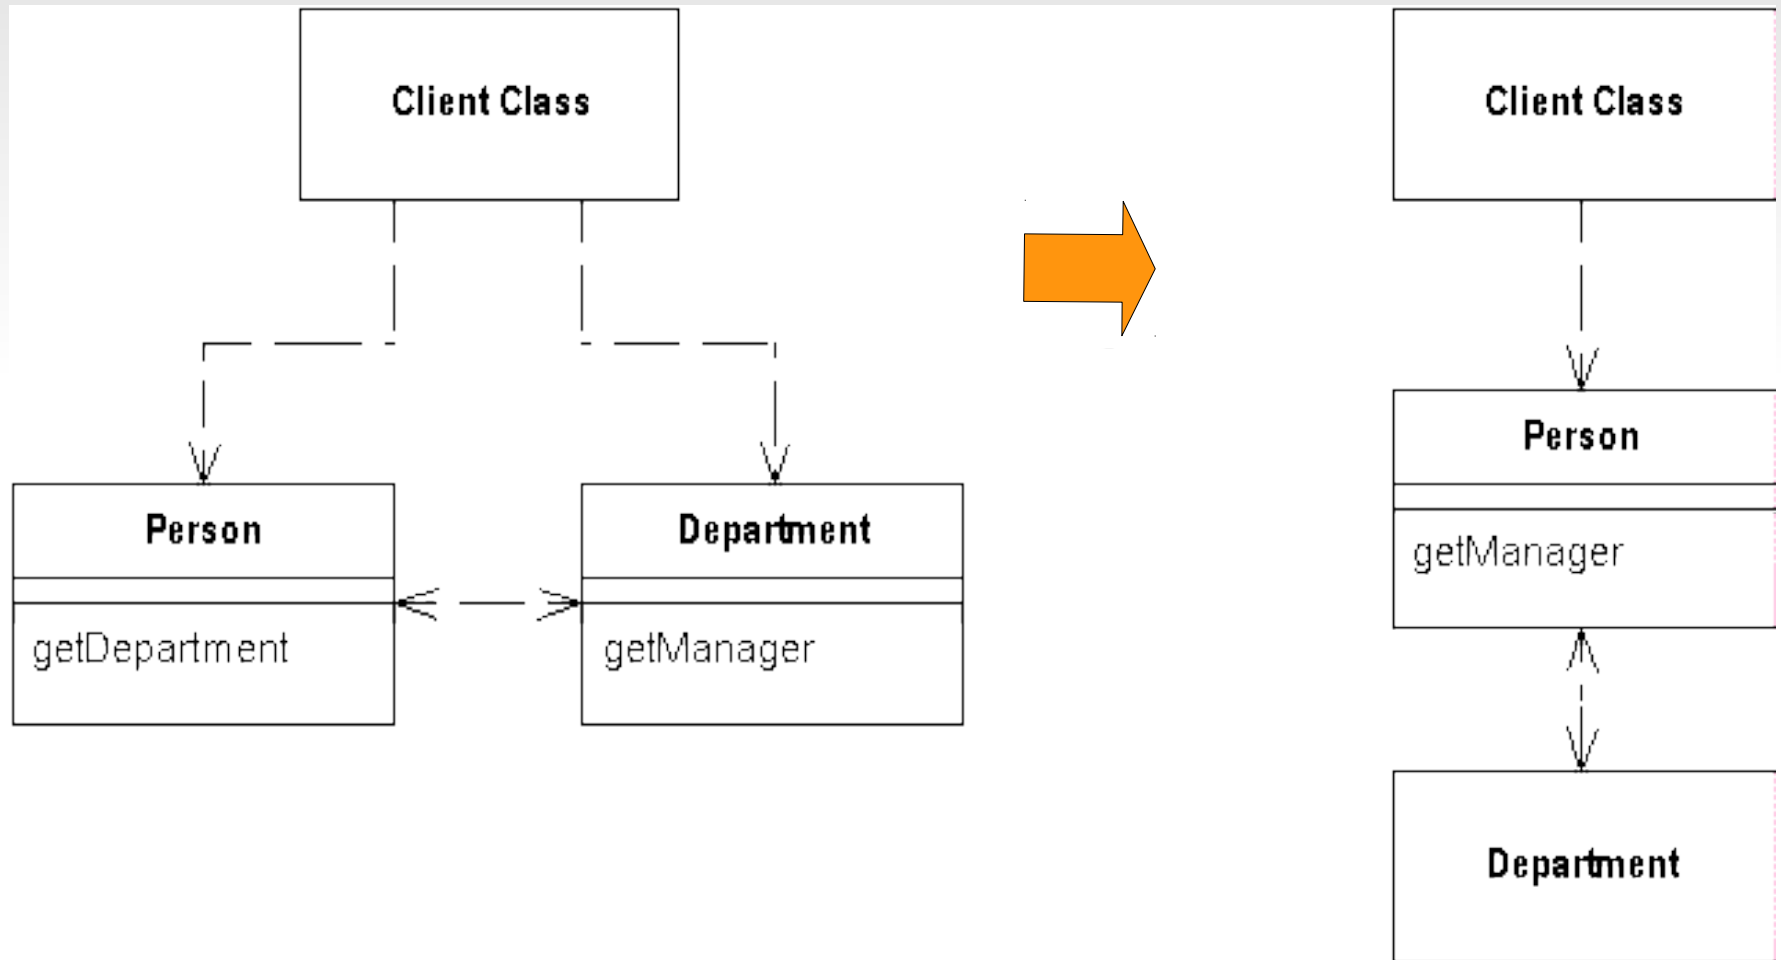 Client Class
Person
getDepartment
Department
getManager
Client Class
Person
getManager
Department